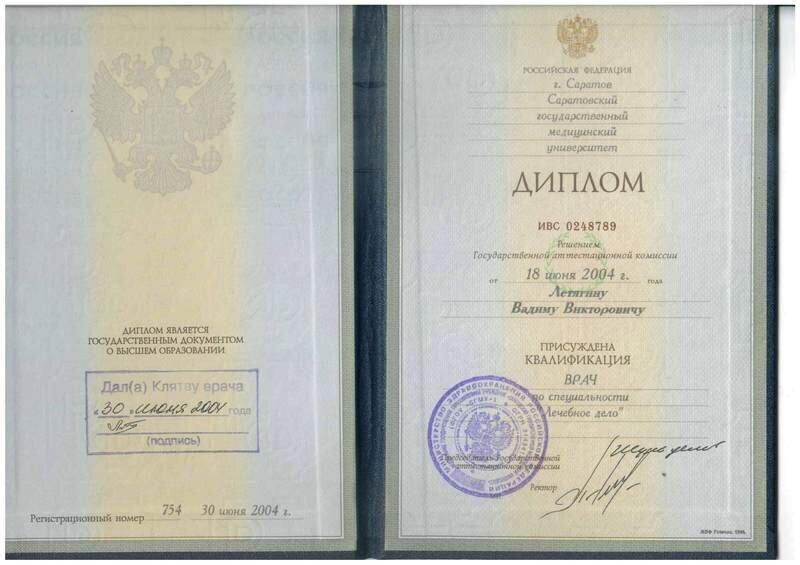 ДИПЛОМ ЯВЛЯЕТСЯ
ГОСУДАРСТВЕННЫМ ДОКУМЕНТОМ
О ВЫСШЕМ ОБРАЗОВАНИИ
Дал(а) Клятву врача
"30" июня 2004 года
(подпись)
Регистрационный номер 754 30 июня 2004 г.
РОССИЙСКАЯ ФЕДЕРАЦИЯ
г. Саратов
Саратовский
государственный
медицинский
университет
ДИПЛОМ
ИВС 0248789
Решением
Государственной аттестационной комиссии
от 18 июня 2004 г. года
Летягину
Вадиму Викторовичу
ПРИСУЖДЕНА
КВАЛИФИКАЦИЯ
ВРАЧ
по специальности
"Лечебное дело"
Председатель Государственной
аттестационной комиссии
Ректор